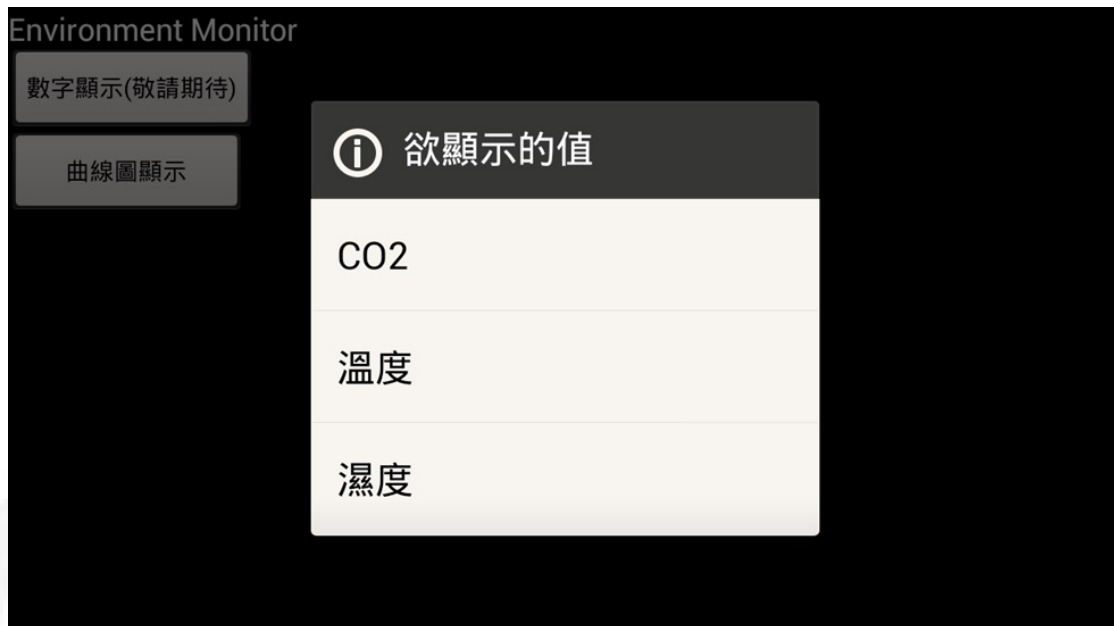 Environment Monitor
數字顯示(敬請期待)
曲線圖顯示
欲顯示的值
CO2
溫度
濕度